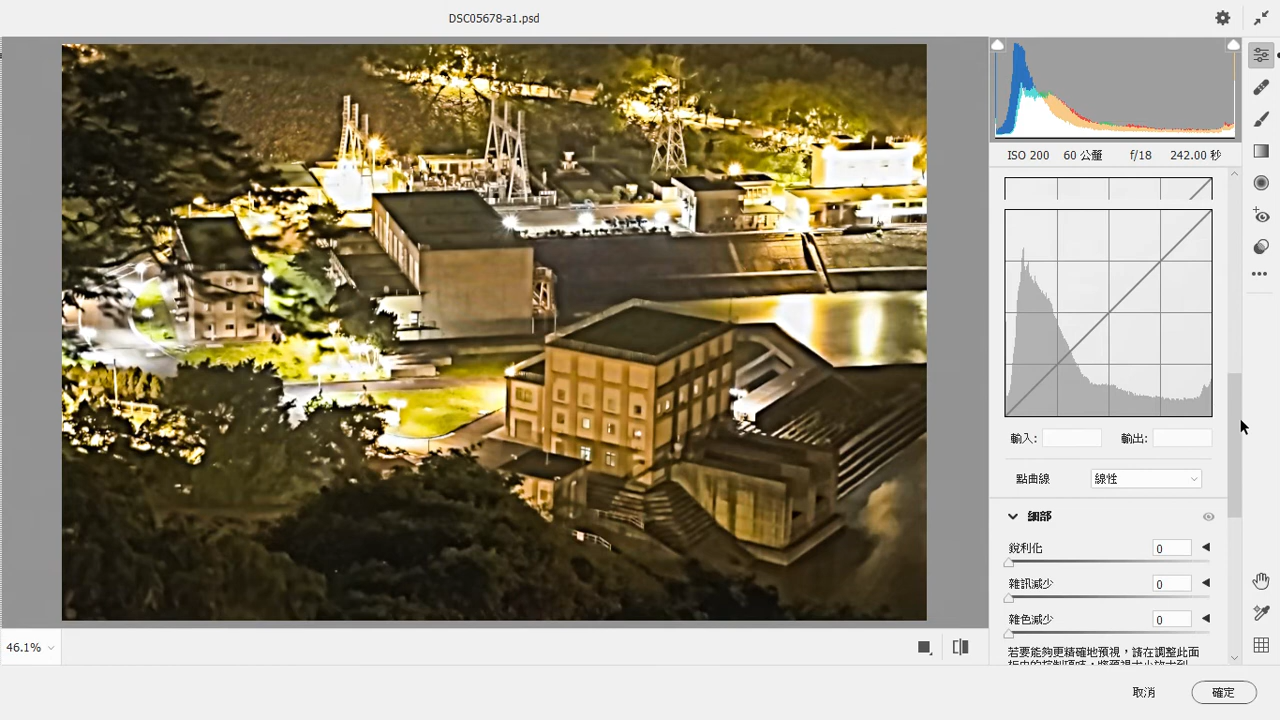 DSC05678-a1.psd
ISO 200 60 公釐 f/18 242.00 秒
輸入: 輸出:
點曲線 線性
細部
銳利化 0
雜訊減少 0
雜色減少 0
若要能夠更精確地預視，請在調整此面
46.1%
取消 確定